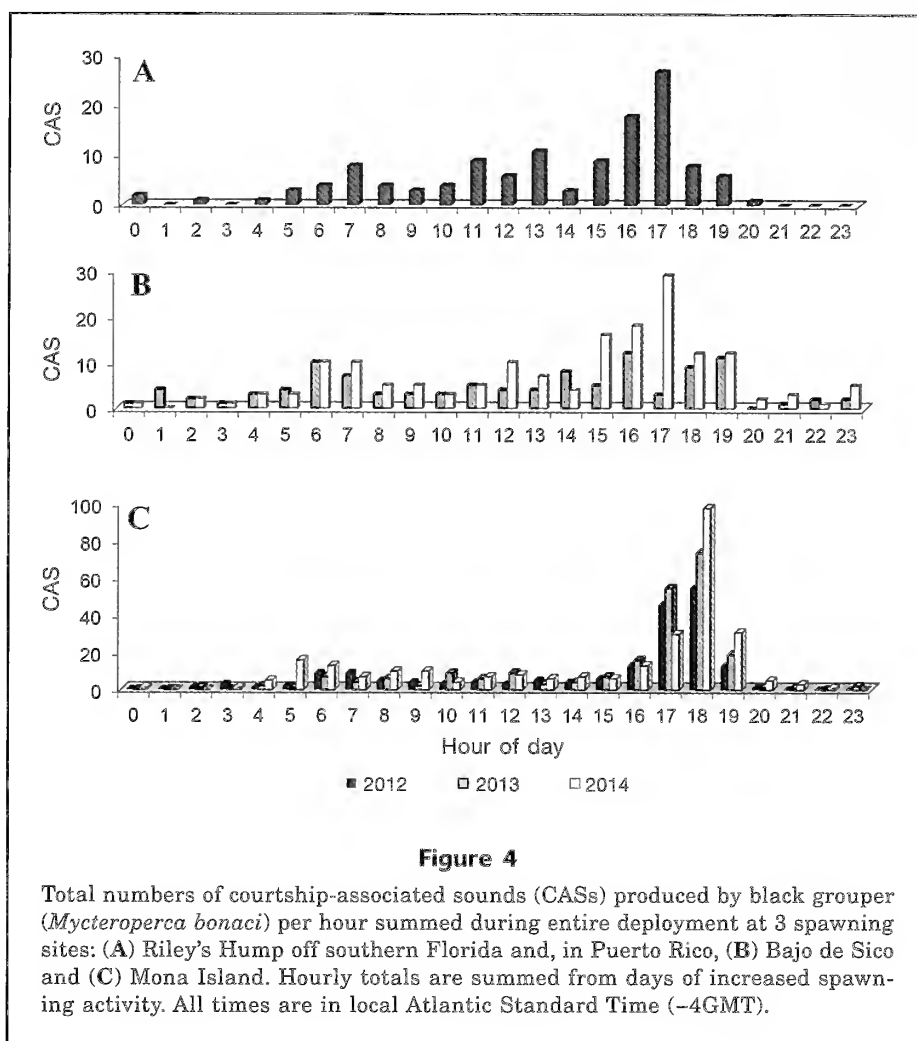 A
30
20
10
0
CAS
0 1 2 3 4 5 6 7 8 9 10 11 12 13 14 15 16 17 18 19 20 21 22 23
B
30
20
10
0
CAS
0 1 2 3 4 5 6 7 8 9 10 11 12 13 14 15 16 17 18 19 20 21 22 23
C
100
80
60
40
20
0
CAS
0 1 2 3 4 5 6 7 8 9 10 11 12 13 14 15 16 17 18 19 20 21 22 23
Hour of day
2012 2013 2014
Figure 4
Total numbers of courtship-associated sounds (CASs) produced by black grouper
(Mycteroperca bonaci) per hour summed during entire deployment at 3 spawning
sites: (A) Riley's Hump off southern Florida and, in Puerto Rico, (B) Bajo de Sico
and (C) Mona Island. Hourly totals are summed from days of increased spawn-
ing activity. All times are in local Atlantic Standard Time (–4GMT).